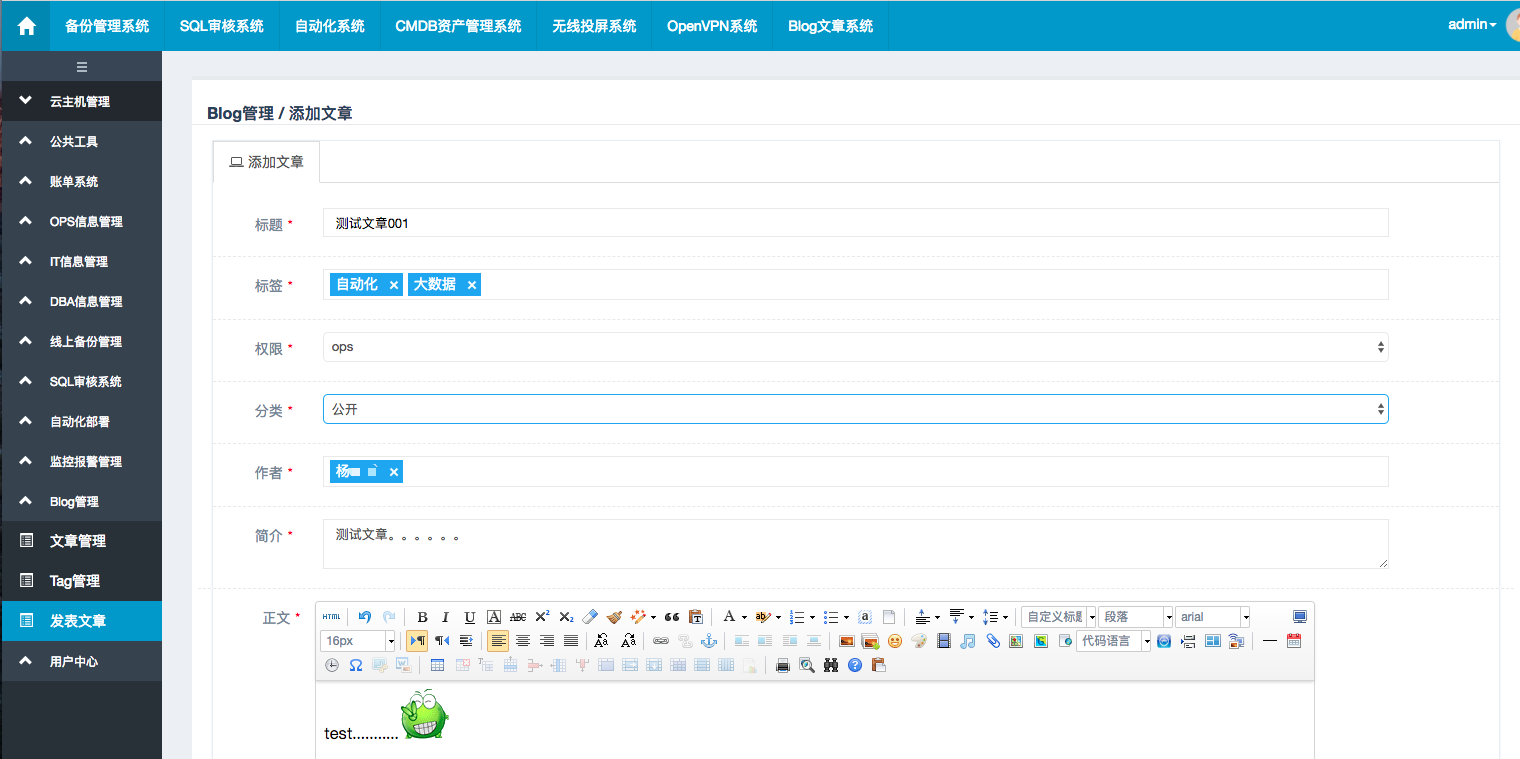 备份管理系统 SQL审核系统 自动化系统 CMDB资产管理系统 无线投屏系统 OpenVPN系统 Blog文章系统 admin
云主机管理
公共工具
账单系统
OPS信息管理
IT信息管理
DBA信息管理
线上备份管理
SQL审核系统
自动化部署
监控报警管理
Blog管理
文章管理
Tag管理
发表文章
用户中心
Blog管理 / 添加文章
添加文章
标题 * 测试文章001
标签 * 自动化 × 大数据 ×
权限 * ops
分类 * 公开
作者 * 杨 ×
简介 * 测试文章。。。。。。
正文 * HTML B I U A ABC X² X₂ A ab a 自定义标题 段落 arial
16px 代码语言
test...........